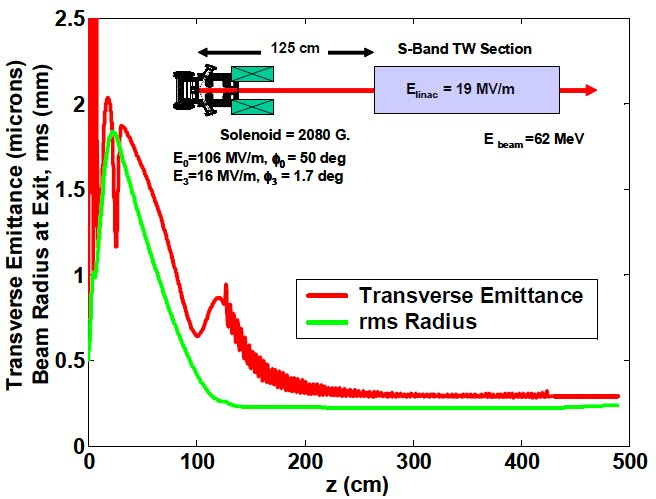 Transverse Emittance (microns)
Beam Radius at Exit, rms (mm)
2.5
2
1.5
1
0.5
0
0
100
200
300
400
500
z (cm)
125 cm
S-Band TW Section
E linac = 19 MV/m
Solenoid = 2080 G.
E beam =62 MeV
E0=106 MV/m, ϕ0 = 50 deg
E3=16 MV/m, ϕ3 = 1.7 deg
Transverse Emittance
rms Radius